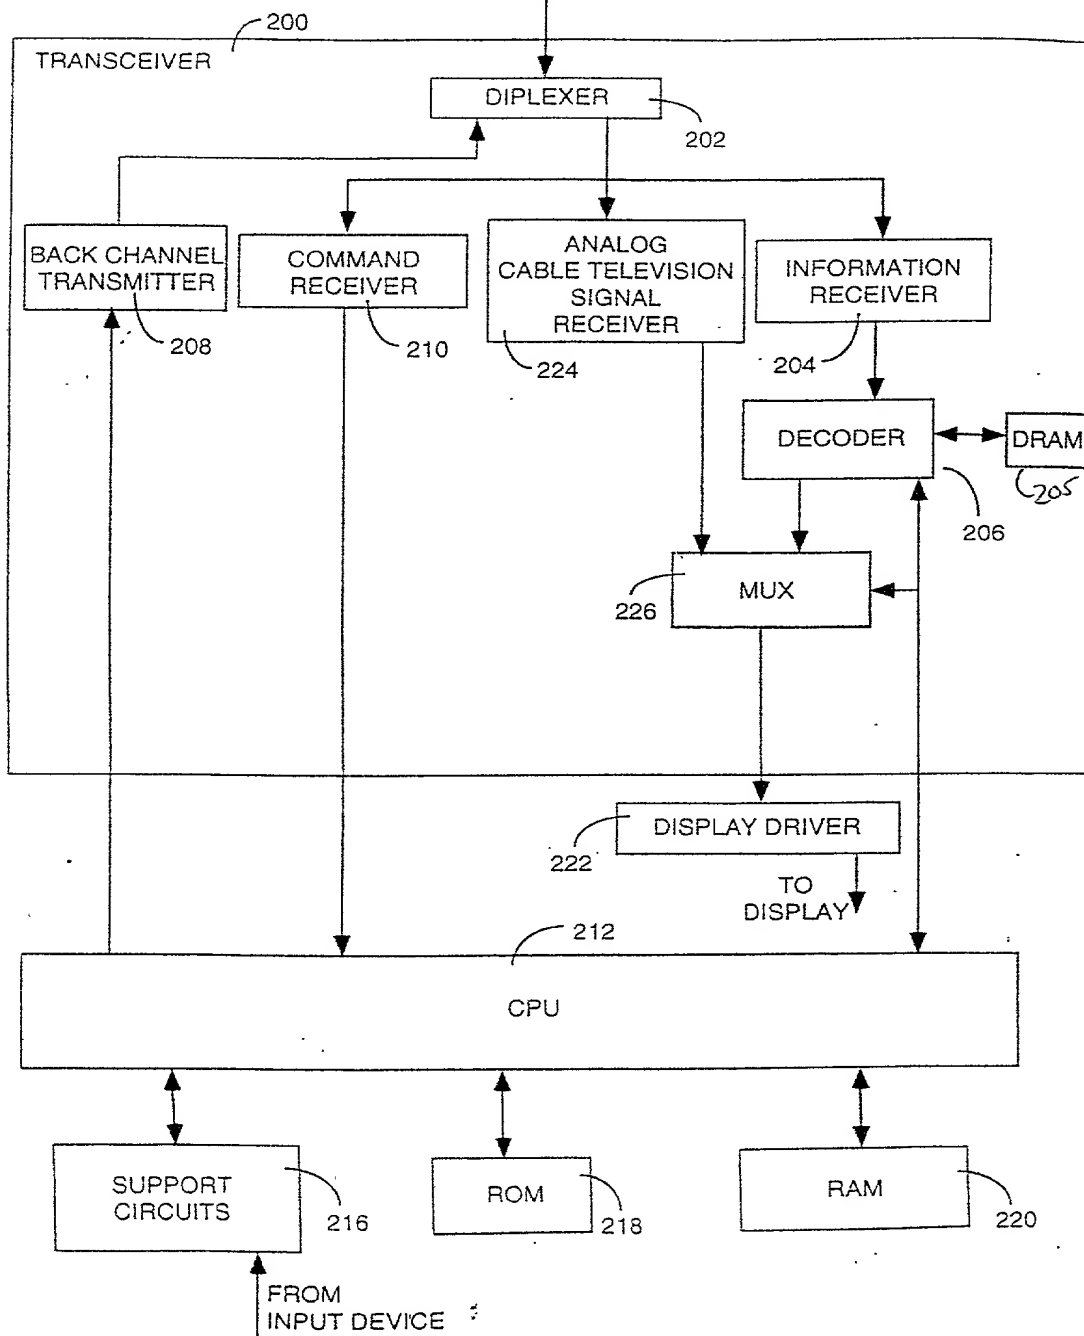 200
TRANSCEIVER
DIPLEXER
202
BACK CHANNEL
TRANSMITTER
208
COMMAND
RECEIVER
210
ANALOG
CABLE TELEVISION
SIGNAL
RECEIVER
224
INFORMATION
RECEIVER
204
DECODER
206
DRAM
205
MUX
226
DISPLAY DRIVER
222
TO
DISPLAY
212
CPU
SUPPORT
CIRCUITS
216
ROM
218
RAM
220
FROM
INPUT DEVICE